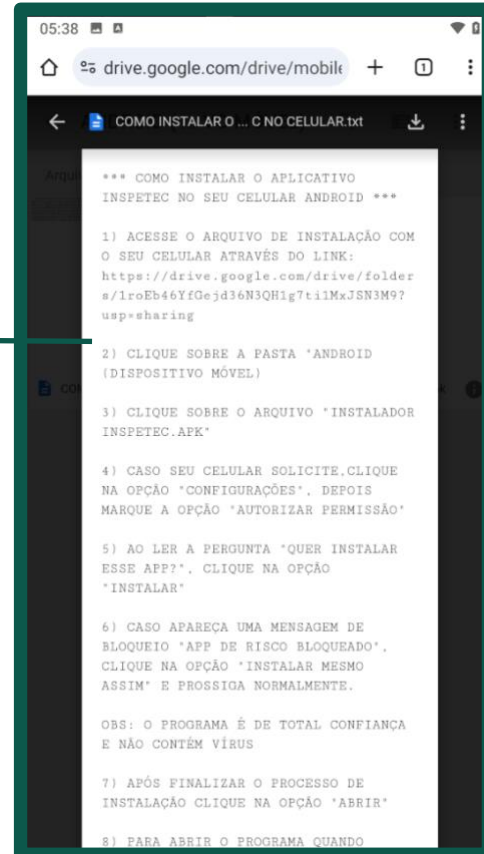 05:38
drive.google.com/drive/mobile
1
COMO INSTALAR O ... C NO CELULAR.txt
*** COMO INSTALAR O APLICATIVO
INSPETEC NO SEU CELULAR ANDROID ***
1) ACESSE O ARQUIVO DE INSTALAÇÃO COM
O SEU CELULAR ATRAVÉS DO LINK:
https://drive.google.com/drive/folder
s/1roEb46YfGejd36N3QH1g7ti1MxJSN3M9?
usp=sharing
2) CLIQUE SOBRE A PASTA "ANDROID
(DISPOSITIVO MÓVEL)
3) CLIQUE SOBRE O ARQUIVO "INSTALADOR
INSPETEC.APK"
4) CASO SEU CELULAR SOLICITE,CLIQUE
NA OPÇÃO "CONFIGURAÇÕES", DEPOIS
MARQUE A OPÇÃO "AUTORIZAR PERMISSÃO"
5) AO LER A PERGUNTA "QUER INSTALAR
ESSE APP?", CLIQUE NA OPÇÃO
"INSTALAR"
6) CASO APAREÇA UMA MENSAGEM DE
BLOQUEIO "APP DE RISCO BLOQUEADO",
CLIQUE NA OPÇÃO "INSTALAR MESMO
ASSIM" E PROSSIGA NORMALMENTE.
OBS: O PROGRAMA É DE TOTAL CONFIANÇA
E NÃO CONTÉM VÍRUS
7) APÓS FINALIZAR O PROCESSO DE
INSTALAÇÃO CLIQUE NA OPÇÃO "ABRIR"
8) PARA ABRIR O PROGRAMA QUANDO